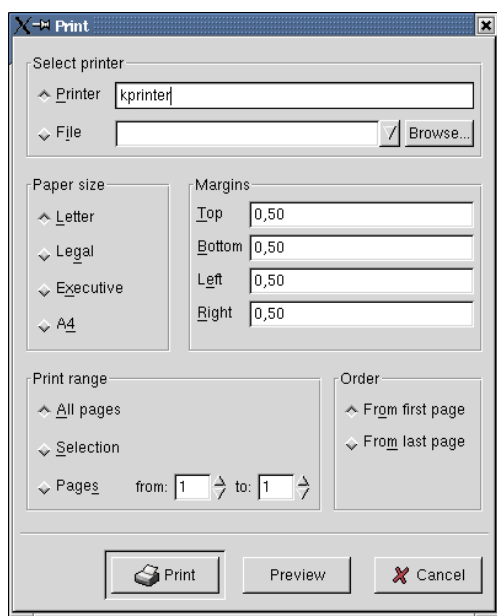 Print
Select printer
Printer kprinter
File Browse...
Paper size
Letter
Legal
Executive
A4
Margins
Top 0,50
Bottom 0,50
Left 0,50
Right 0,50
Print range
All pages
Selection
Pages from: 1 to: 1
Order
From first page
From last page
Print Preview Cancel